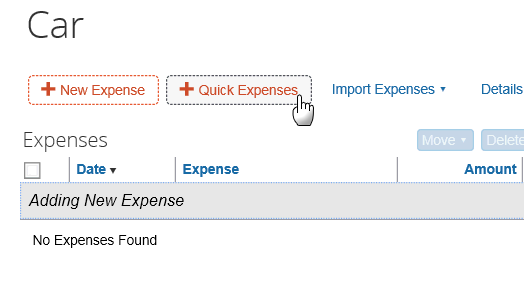 Car
+ New Expense + Quick Expenses Import Expenses Details
Expenses Move Delete
Date Expense Amount
Adding New Expense
No Expenses Found